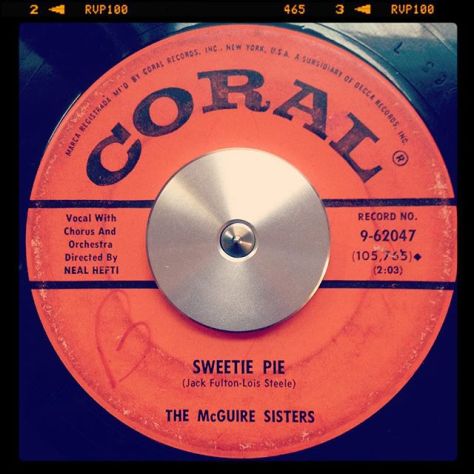 2 ◄ RVP100 465 3 ◄ RVP100
MARCA REGISTRADA MF'D BY CORAL RECORDS, INC., NEW YORK, U.S.A. A SUBSIDIARY OF DECCA RECORDS, INC.
CORAL®
Vocal With
Chorus And
Orchestra
Directed By
NEAL HEFTI
RECORD NO.
9-62047
(105,765)◆
(2:03)
SWEETIE PIE
(Jack Fulton-Lois Steele)
THE McGUIRE SISTERS